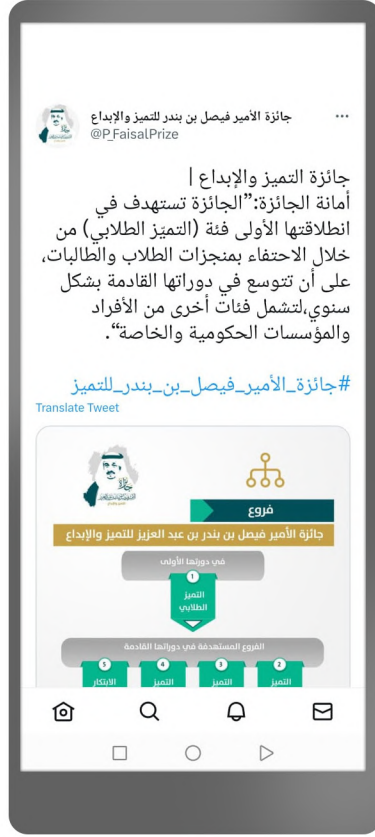 جائزة الأمير فيصل بن بندر للتميز والإبداع
...
@P_FaisalPrize
جائزة التميز والإبداع |
أمانة الجائزة:”الجائزة تستهدف في
انطلاقتها الأولى فئة (التميّز الطلابي) من
خلال الاحتفاء بمنجزات الطلاب والطالبات،
على أن تتوسع في دوراتها القادمة بشكل
سنوي،لتشمل فئات أخرى من الأفراد
والمؤسسات الحكومية والخاصة“.
#جائزة_الأمير_فيصل_بن_بندر_للتميز
Translate Tweet
جائزة
فروع
جائزة الأمير فيصل بن بندر بن عبد العزيز للتميز والإبداع
في دورتها الأولى
1
التميز
الطلابي
الفروع المستهدفة في دوراتها القادمة
5 4 3 2
الابتكار التميز التميز التميز